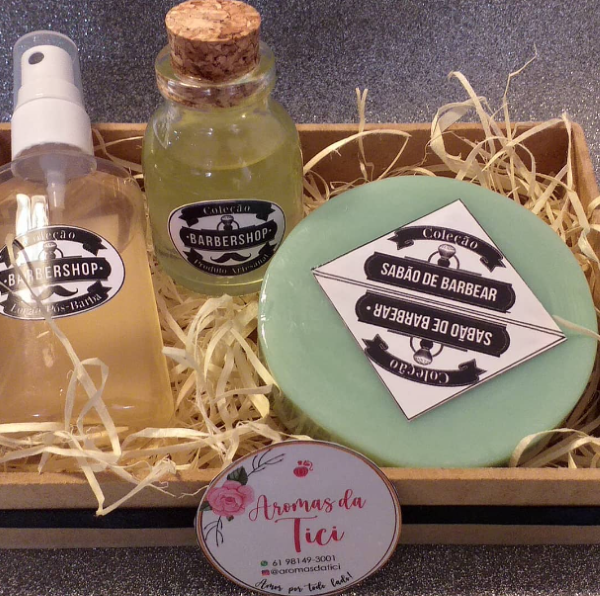 Coleção
BARBERSHOP
Loção Pós-Barba
Coleção
BARBERSHOP
Produto Artesanal
Coleção
SABÃO DE BARBEAR
SABÃO DE BARBEAR
Coleção
Aromas da
Tici
61 98149-3001
@aromasdatici
Amor por todo lado!